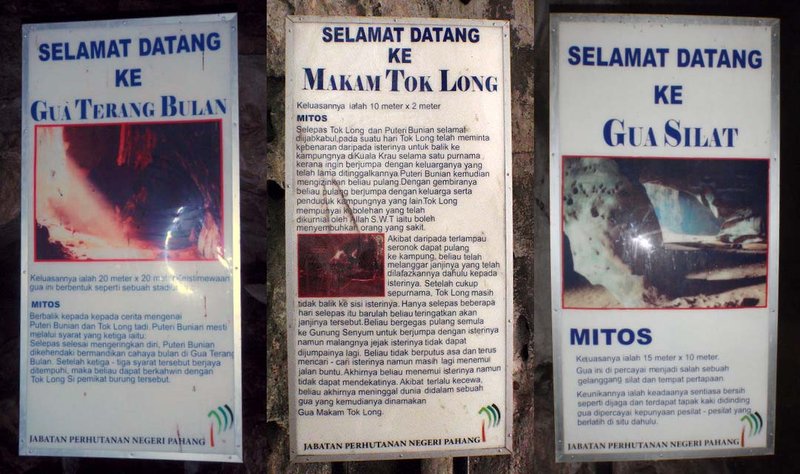 SELAMAT DATANG
KE
GUA TERANG BULAN
Keluasannya ialah 20 meter x 20
gua ini berbentuk seperti sebuah
MITOS
Berbalik kepada kepada cerita mengenai
Puteri Bunian dan Tok Long tadi, Puteri Bunian mesti
melalui syarat yang ketiga iaitu:
Selepas selesai mengeringkan diri, Puteri Bunian
dikehendaki bermandikan cahaya bulan di Gua Terang
Bulan. Setelah ketiga - tiga syarat tersebut berjaya
ditempuhi, maka beliau dapat berkahwin dengan
Tok Long Si pemikat burung tersebut.
JABATAN PERHUTANAN NEGERI PAHANG
SELAMAT DATANG
KE
MAKAM TOK LONG
Keluasannya ialah 10 meter x 2 meter
MITOS
Selepas Tok Long dan Puteri Bunian selamat
diijabkabul,pada suatu hari Tok Long telah meminta
kebenaran daripada isterinya untuk balik ke
kampungnya diKuala Krau selama satu purnama
kerana ingin berjumpa dengan keluarganya yang
telah lama ditinggalkannya.Puteri Bunian kemudian
mengizinkan beliau pulang.Dengan gembiranya
beliau pulang berjumpa dengan keluarga serta
penduduk kampungnya yang lain.Tok Long
mempunyai kebolehan yang telah
dikurniai oleh Allah S.W.T iaitu boleh
menyembuhkan orang yang sakit.
Akibat daripada terlampau
seronok dapat pulang
ke kampung, beliau telah
melanggar janjinya yang telah
dilafazkannya dahulu kepada
isterinya. Setelah cukup
sepurnama, Tok Long masih
tidak balik ke sisi isterinya. Hanya selepas beberapa
hari selepas itu barulah beliau teringatkan akan
janjinya tersebut.Beliau bergegas pulang semula
ke Gunung Senyum untuk berjumpa dengan isterinya
namun malangnya jejak isterinya tidak dapat
dijumpainya lagi. Beliau tidak berputus asa dan terus
mencari - cari isterinya namun masih lagi menemui
jalan buntu. Akhirnya beliau menemui isterinya namun
tidak dapat mendekatinya. Akibat terlalu kecewa,
beliau akhirnya meninggal dunia didalam sebuah
gua yang kemudianya dinamakan
Gua Makam Tok Long.
JABATAN PERHUTANAN NEGERI PAHANG
SELAMAT DATANG
KE
GUA SILAT
MITOS
Keluasanya ialah 15 meter x 10 meter.
Gua ini di percayai menjadi salah sebuah
gelanggang silat dan tempat pertapaan.
Keunikannya ialah keadaanya sentiasa bersih
seperti dijaga dan terdapat tapak kaki didinding
gua dipercayai kepunyaan pesilat - pesilat yang
berlatih di situ dahulu.
JABATAN PERHUTANAN NEGERI PAHANG